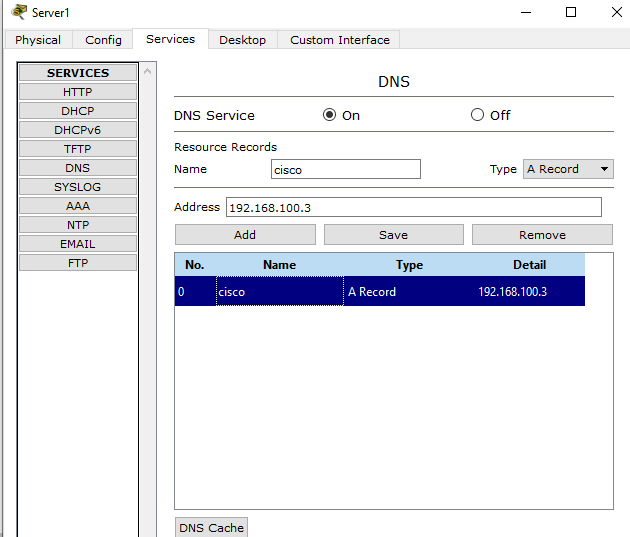 Server1
Physical Config Services Desktop Custom Interface
SERVICES
HTTP
DHCP
DHCPv6
TFTP
DNS
SYSLOG
AAA
NTP
EMAIL
FTP
DNS
DNS Service On Off
Resource Records
Name cisco Type A Record
Address 192.168.100.3
Add Save Remove
No. Name Type Detail
0 cisco A Record 192.168.100.3
DNS Cache